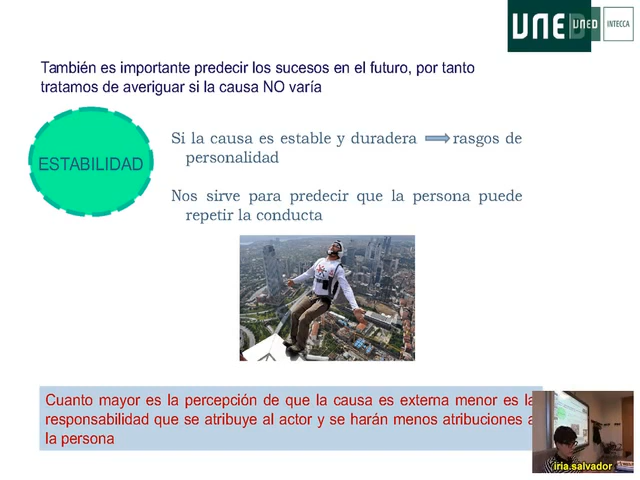 UNED
UNED
INTECCA
También es importante predecir los sucesos en el futuro, por tanto
tratamos de averiguar si la causa NO varía
ESTABILIDAD
Si la causa es estable y duradera rasgos de
personalidad
Nos sirve para predecir que la persona puede
repetir la conducta
Cuanto mayor es la percepción de que la causa es externa menor es la
responsabilidad que se atribuye al actor y se harán menos atribuciones a
la persona
iria.salvador